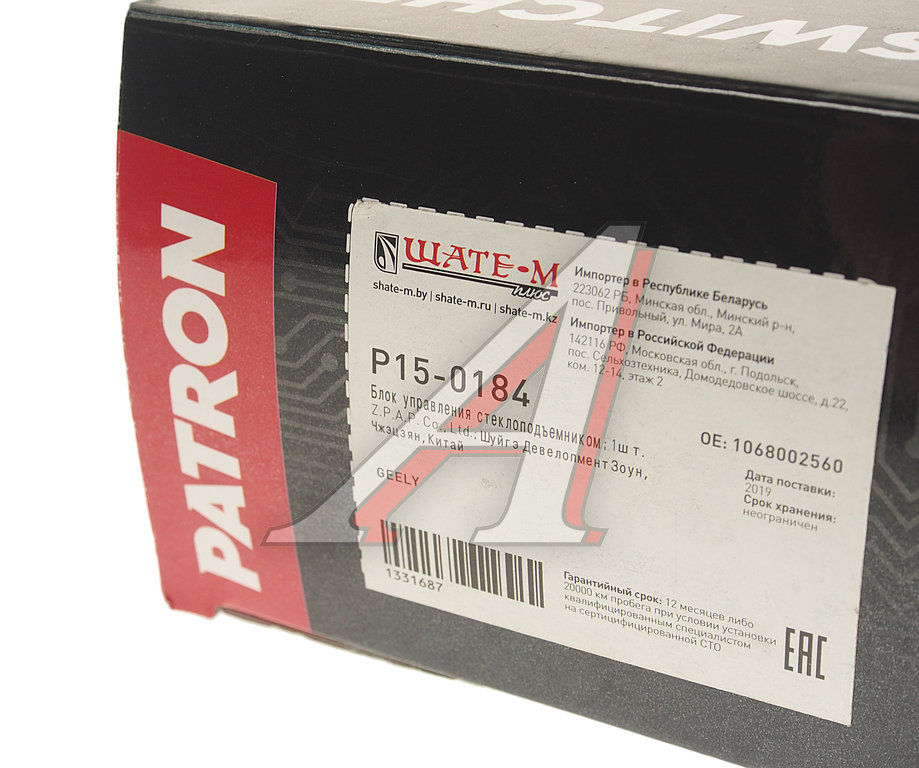 SWITCHE
PATRON
ШАТЕ-М
плюс
shate-m.by | shate-m.ru | shate-m.kz
Импортер в Республике Беларусь
223062 РБ, Минская обл., Минский р-н,
пос. Привольный, ул. Мира, 2А
Импортер в Российской Федерации
142116 РФ, Московская обл., г. Подольск,
пос. Сельхозтехника, Домодедовское шоссе, д.22,
ком. 12-14, этаж 2
P15-0184
Блок управления стеклоподъемником; 1шт.
Z.P.A.P. Co., Ltd., Шуйгэ Девелопмент Зоун,
Чжэцзян, Китай
GEELY
OE: 1068002560
Дата поставки:
2019
Срок хранения:
неограничен
1331687
Гарантийный срок: 12 месяцев либо
20000 км пробега при условии установки
квалифицированным специалистом
на сертифицированной СТО
EAC